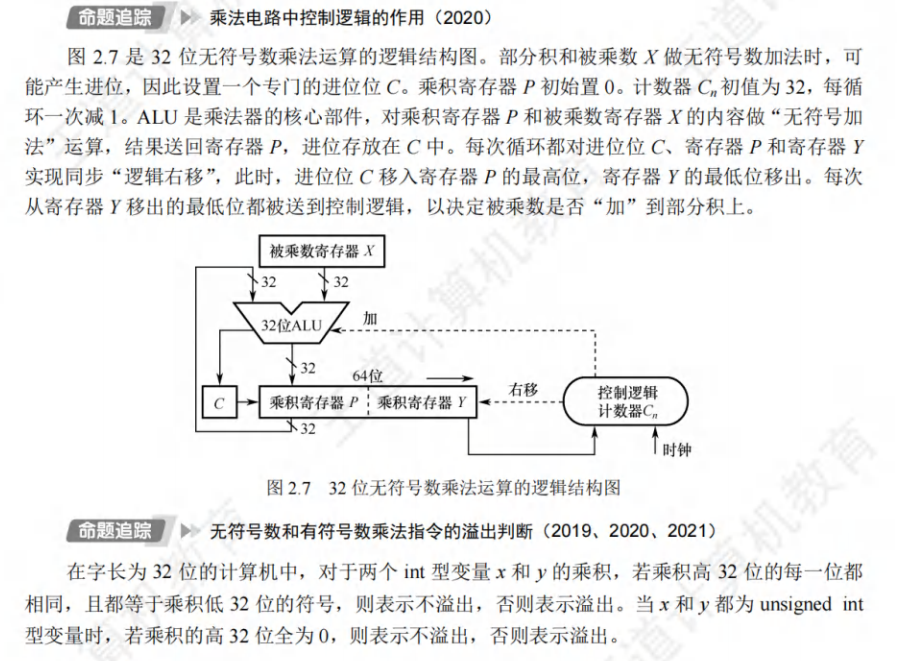 命题追踪 乘法电路中控制逻辑的作用（2020）
图 2.7 是 32 位无符号数乘法运算的逻辑结构图。部分积和被乘数 X 做无符号数加法时，可
能产生进位，因此设置一个专门的进位位 C。乘积寄存器 P 初始置 0。计数器 Cn 初值为 32，每循
环一次减 1。ALU 是乘法器的核心部件，对乘积寄存器 P 和被乘数寄存器 X 的内容做“无符号加
法”运算，结果送回寄存器 P，进位存放在 C 中。每次循环都对进位位 C、寄存器 P 和寄存器 Y
实现同步“逻辑右移”，此时，进位位 C 移入寄存器 P 的最高位，寄存器 Y 的最低位移出。每次
从寄存器 Y 移出的最低位都被送到控制逻辑，以决定被乘数是否“加”到部分积上。
被乘数寄存器 X
32
32
32位ALU
加
32
64位
右移
C
乘积寄存器 P
乘积寄存器 Y
控制逻辑
计数器Cn
32
时钟
图 2.7 32 位无符号数乘法运算的逻辑结构图
命题追踪 无符号数和有符号数乘法指令的溢出判断（2019、2020、2021）
在字长为 32 位的计算机中，对于两个 int 型变量 x 和 y 的乘积，若乘积高 32 位的每一位都
相同，且都等于乘积低 32 位的符号，则表示不溢出，否则表示溢出。当 x 和 y 都为 unsigned int
型变量时，若乘积的高 32 位全为 0，则表示不溢出，否则表示溢出。
王道计算机教育